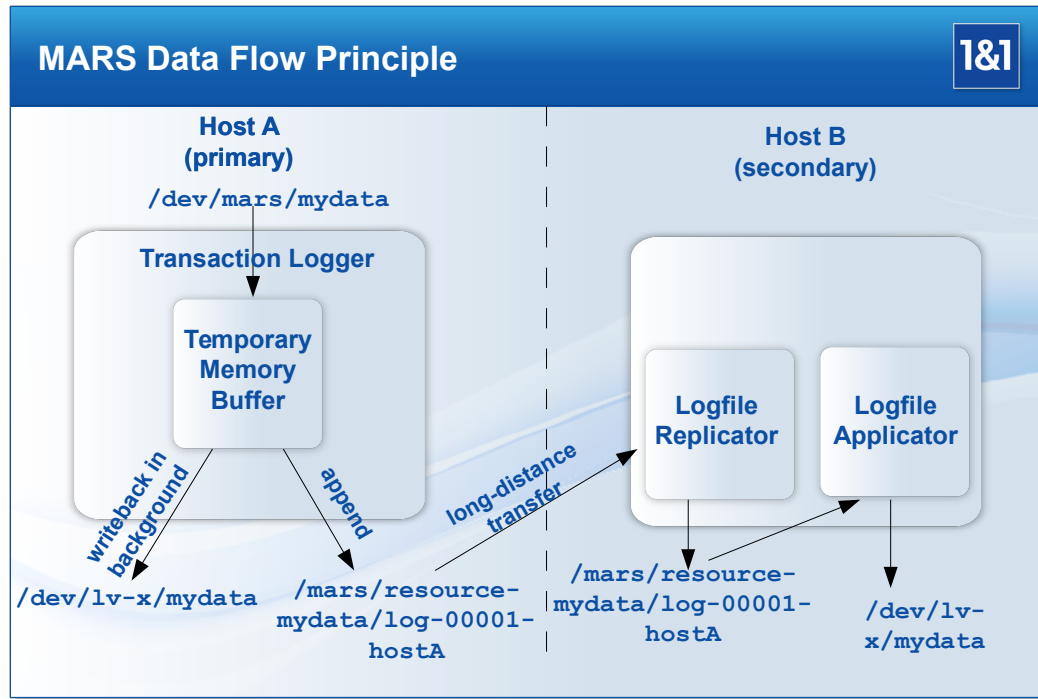 MARS Data Flow Principle
1&1
Host A
(primary)
/dev/mars/mydata
Transaction Logger
Temporary
Memory
Buffer
writeback in
background
append
/dev/lv-x/mydata
/mars/resource-
mydata/log-00001-
hostA
long-distance
transfer
Host B
(secondary)
Logfile
Replicator
Logfile
Applicator
/mars/resource-
mydata/log-00001-
hostA
/dev/lv-
x/mydata